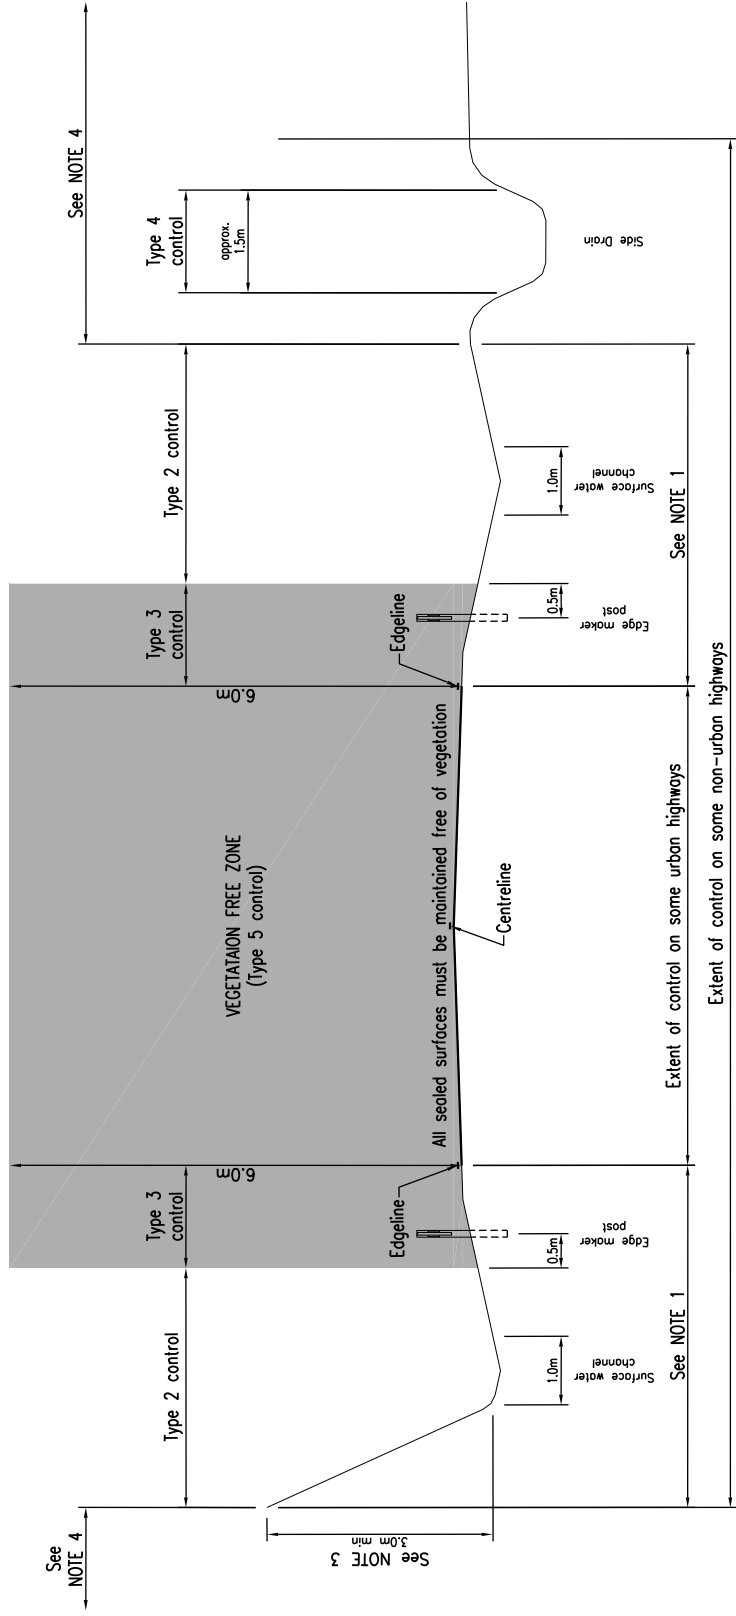 See
NOTE 4
See NOTE 4
Type 2 control
Type 3
control
Type 3
control
Type 2 control
Type 4
control
approx.
1.5m
VEGETATAION FREE ZONE
(Type 5 control)
6.0m
6.0m
Edgeline
Edgeline
All sealed surfaces must be maintained free of vegetation
Centreline
See NOTE 3
3.0m min
1.0m
Surface water
channel
0.5m
Edge maker
post
0.5m
Edge maker
post
1.0m
Surface water
channel
Side Drain
See NOTE 1
Extent of control on some urban highways
See NOTE 1
Extent of control on some non-urban highways